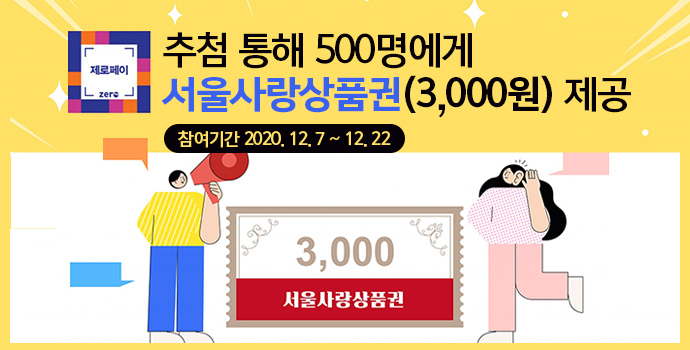 제로페이
zero
추첨 통해 500명에게
서울사랑상품권(3,000원) 제공
참여기간 2020. 12. 7 ~ 12. 22
3,000
서울사랑상품권